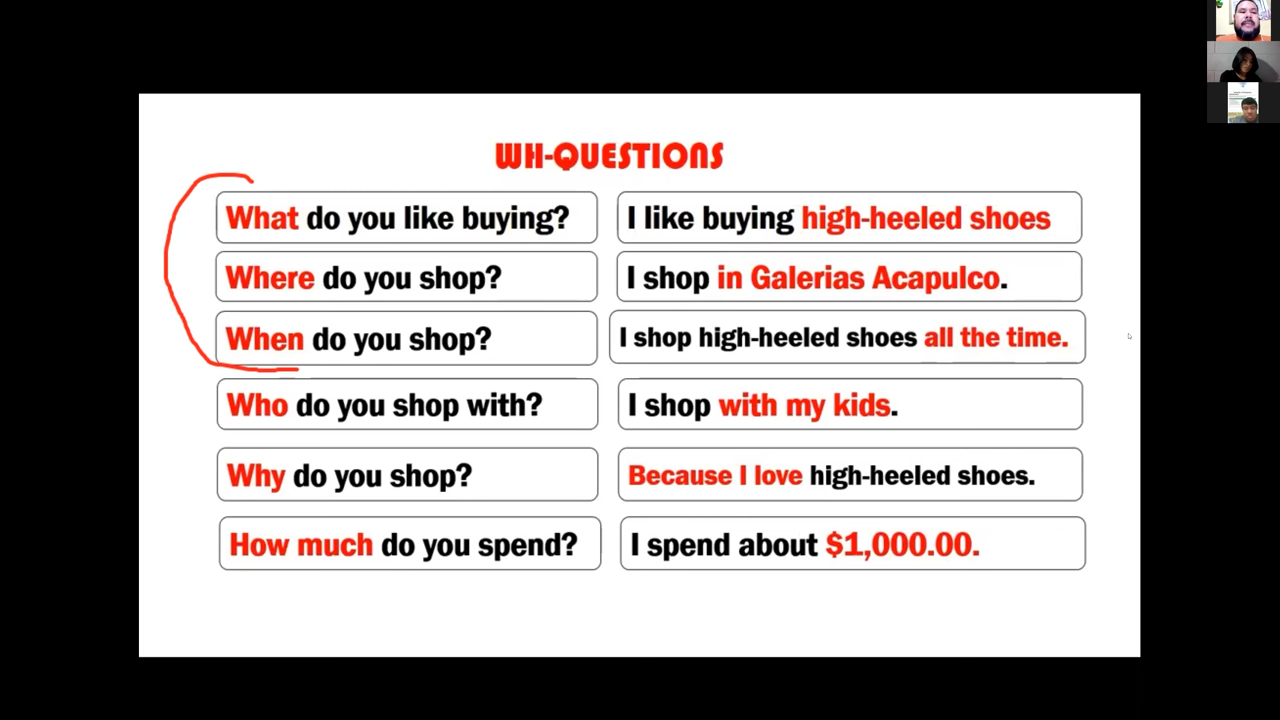 WH-QUESTIONS
What do you like buying?
I like buying high-heeled shoes
Where do you shop?
I shop in Galerias Acapulco.
When do you shop?
I shop high-heeled shoes all the time.
Who do you shop with?
I shop with my kids.
Why do you shop?
Because I love high-heeled shoes.
How much do you spend?
I spend about $1,000.00.